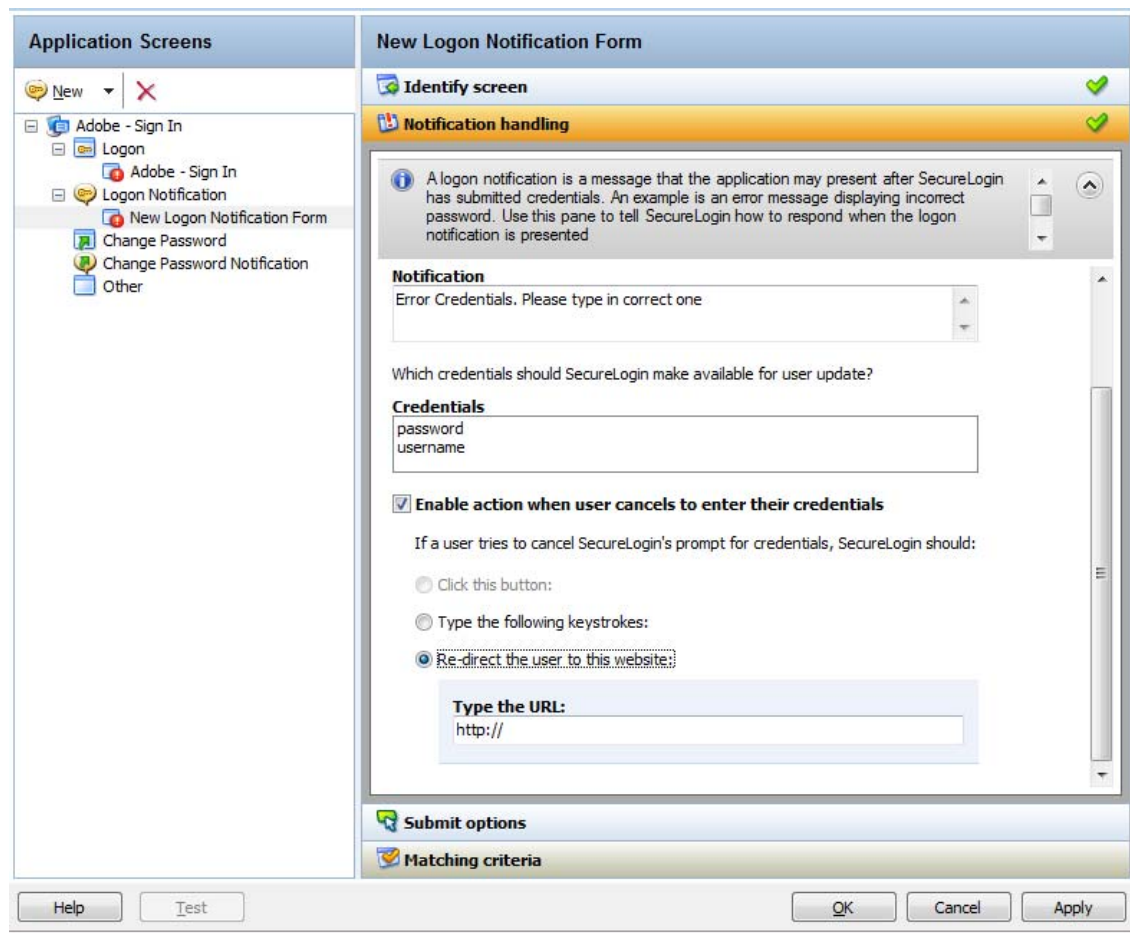 Application Screens
New
Adobe - Sign In
Logon
Adobe - Sign In
Logon Notification
New Logon Notification Form
Change Password
Change Password Notification
Other
New Logon Notification Form
Identify screen
Notification handling
A logon notification is a message that the application may present after SecureLogin
has submitted credentials. An example is an error message displaying incorrect
password. Use this pane to tell SecureLogin how to respond when the logon
notification is presented
Notification
Error Credentials. Please type in correct one
Which credentials should SecureLogin make available for user update?
Credentials
password
username
Enable action when user cancels to enter their credentials
If a user tries to cancel SecureLogin's prompt for credentials, SecureLogin should:
Click this button:
Type the following keystrokes:
Re-direct the user to this website:
Type the URL:
http://
Submit options
Matching criteria
Help
Test
OK
Cancel
Apply